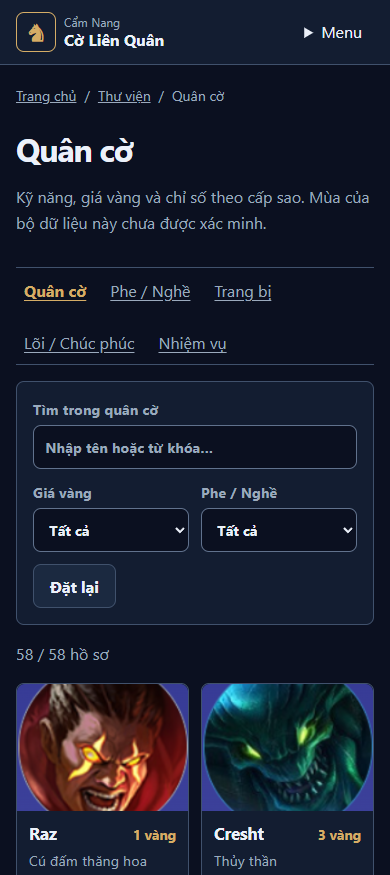 Cẩm Nang
Cờ Liên Quân
▶ Menu
Trang chủ / Thư viện / Quân cờ
Quân cờ
Kỹ năng, giá vàng và chỉ số theo cấp sao. Mùa của
bộ dữ liệu này chưa được xác minh.
Quân cờ Phe / Nghề Trang bị
Lõi / Chúc phúc Nhiệm vụ
Tìm trong quân cờ
Nhập tên hoặc từ khóa...
Giá vàng Phe / Nghề
Tất cả Tất cả
Đặt lại
58 / 58 hồ sơ
Raz 1 vàng
Cú đấm thăng hoa
Cresht 3 vàng
Thủy thần